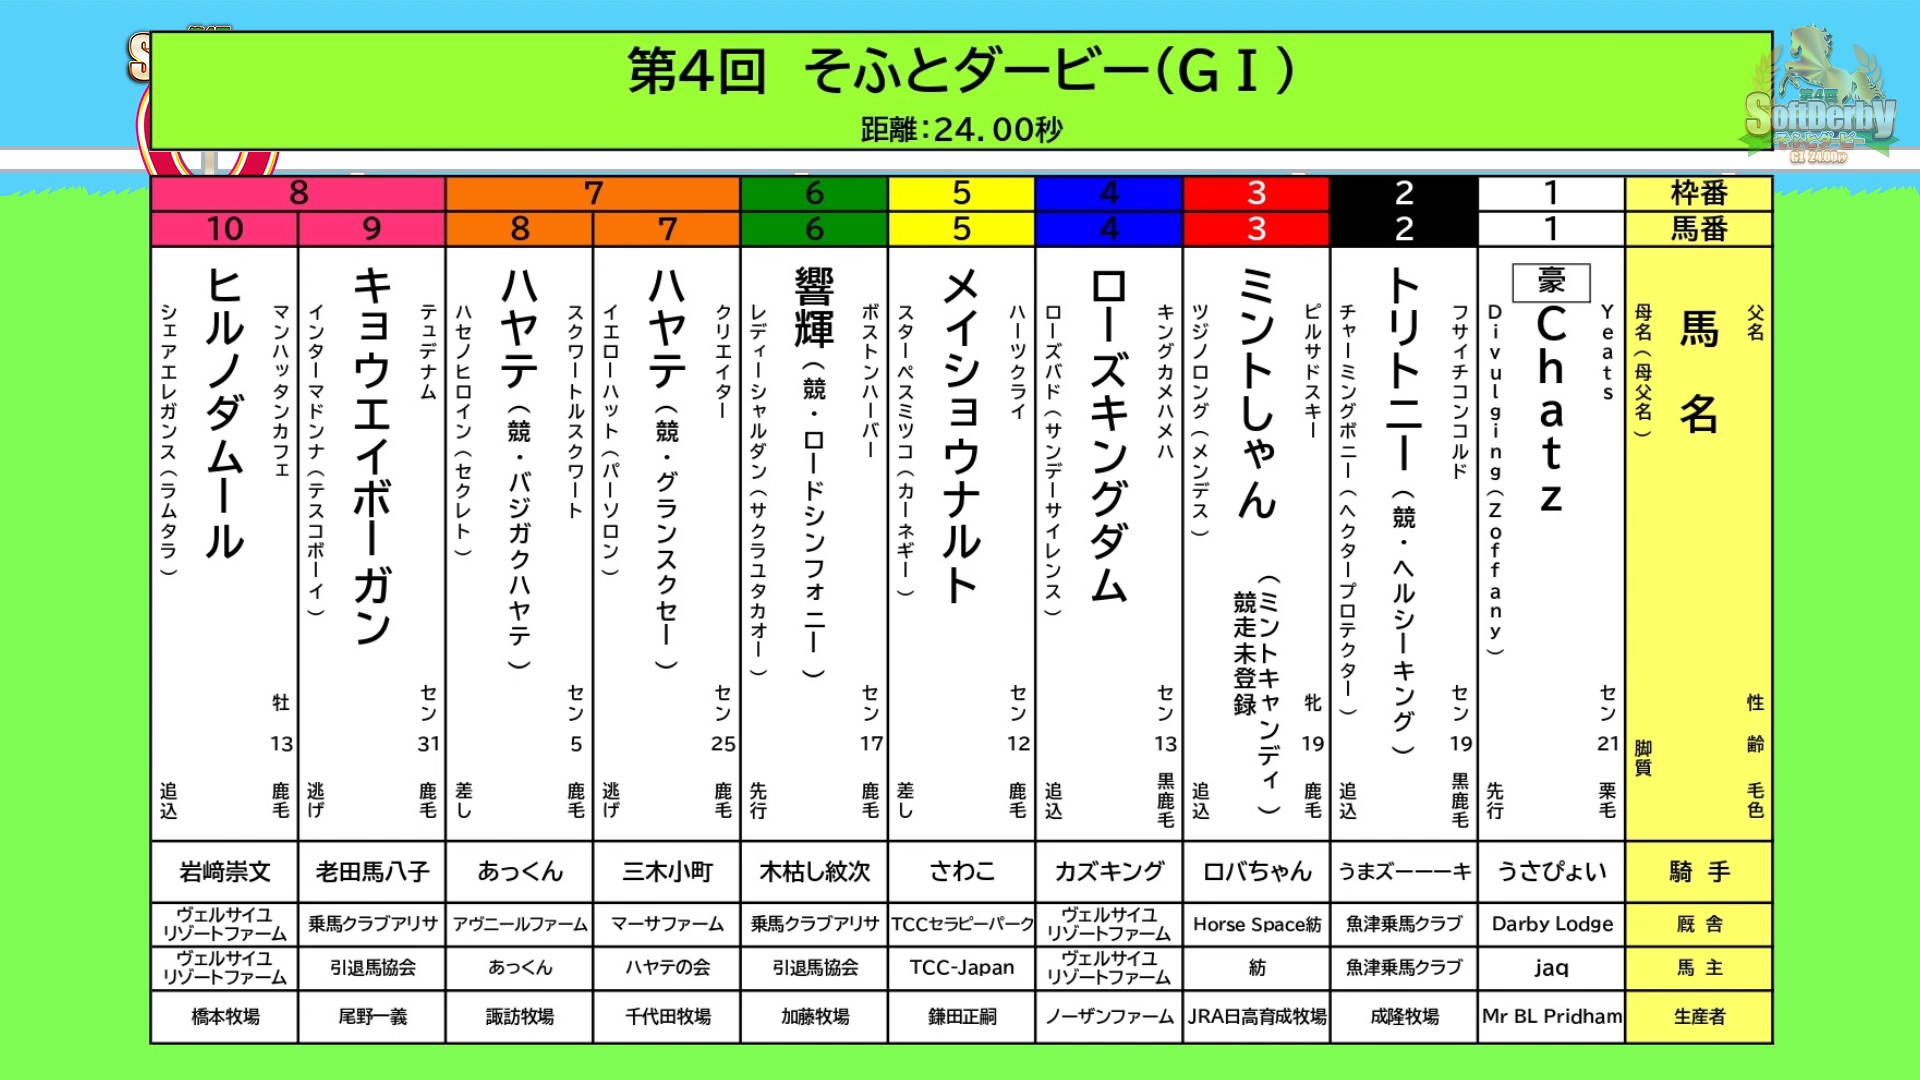 第4回 そふとダービー(GⅠ)
距離:24.00秒
第4回
SoftDerby
そふとダービー
GI 24.00秒
枠番
1
2
3
4
5
6
7
8
馬番
1
2
3
4
5
6
7
8
9
10
父名
馬名
母名(母父名)
性 齢 毛色
脚質
騎手
厩舎
馬主
生産者
Yeats
豪
Chatz
Divulging(Zoffany)
セン 21 栗毛
先行
うさぴょい
Darby Lodge
jaq
Mr BL Pridham
フサイチコンコルド
トリトニー(競・ヘルシーキング)
チャーミングボニー(ヘクタープロテクター)
セン 19 黒鹿毛
追込
うまズーーーキ
魚津乗馬クラブ
魚津乗馬クラブ
成隆牧場
ピルサドスキー
ミントしゃん
(ミントキャンディ)
競走未登録
ツジノロング(メンデス)
牝 19 鹿毛
追込
ロバちゃん
Horse Space紡
紡
JRA日高育成牧場
キングカメハメハ
ローズキングダム
ローズバド(サンデーサイレンス)
セン 13 黒鹿毛
追込
カズキング
ヴェルサイユ
リゾートファーム
ヴェルサイユ
リゾートファーム
ノーザンファーム
ハーツクライ
メイショウナルト
スターペスミツコ(カーネギー)
セン 12 鹿毛
差し
さわこ
TCCセラピーパーク
TCC-Japan
鎌田正嗣
ボストンハーバー
響輝(競・ロードシンフォニー)
レディーシャルダン(サクラユタカオー)
セン 17 鹿毛
先行
木枯し紋次
乗馬クラブアリサ
引退馬協会
加藤牧場
クリエイター
ハヤテ(競・グランスクセー)
イエローハット(パーソロン)
セン 25 鹿毛
逃げ
三木小町
マーサファーム
ハヤテの会
千代田牧場
スクワートルスクワート
ハヤテ(競・バジガクハヤテ)
ハセノヒロイン(セクレト)
セン 5 鹿毛
差し
あっくん
アヴニールファーム
あっくん
諏訪牧場
テュデナム
キョウエイボーガン
インターマドンナ(テスコボーイ)
セン 31 鹿毛
逃げ
老田馬八子
乗馬クラブアリサ
引退馬協会
尾野一義
マンハッタンカフェ
ヒルノダムール
シェアエレガンス(ラムタラ)
牡 13 鹿毛
追込
岩﨑崇文
ヴェルサイユ
リゾートファーム
ヴェルサイユ
リゾートファーム
橋本牧場